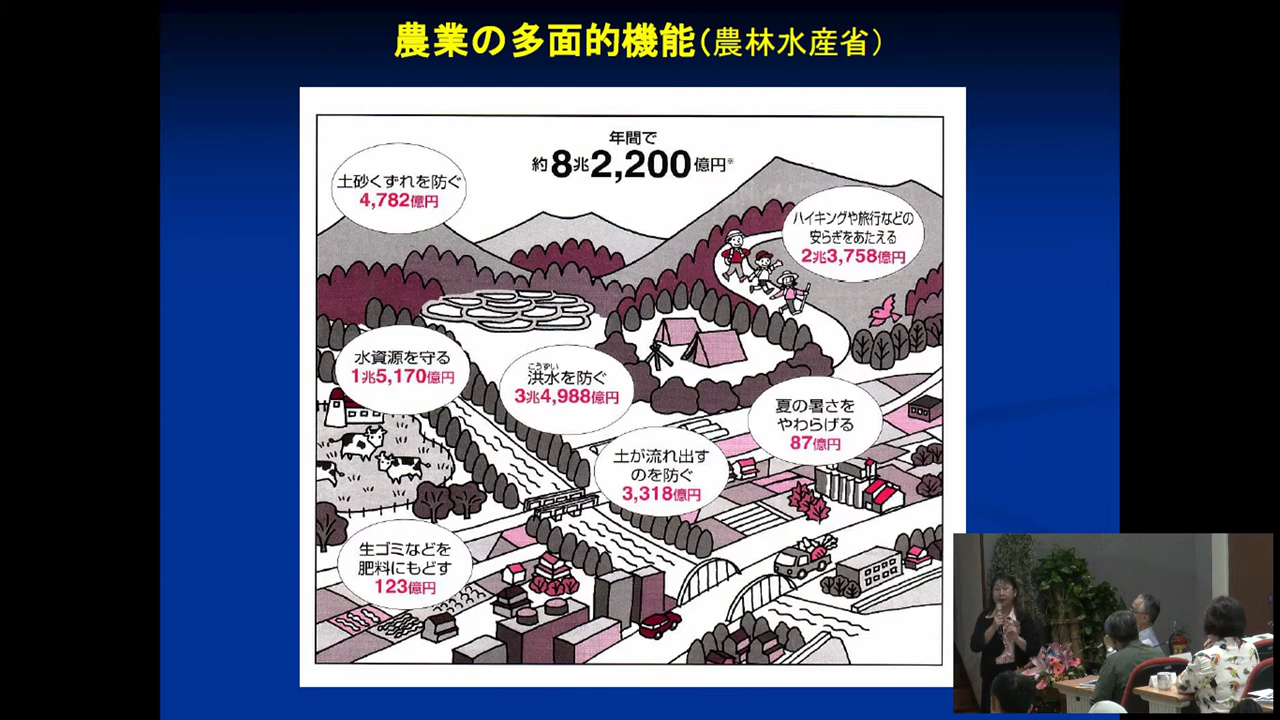 農業の多面的機能(農林水産省)
年間で
約8兆2,200億円※
土砂くずれを防ぐ
4,782億円
ハイキングや旅行などの
安らぎをあたえる
2兆3,758億円
水資源を守る
1兆5,170億円
こうずい
洪水を防ぐ
3兆4,988億円
夏の暑さを
やわらげる
87億円
土が流れ出す
のを防ぐ
3,318億円
生ゴミなどを
肥料にもどす
123億円